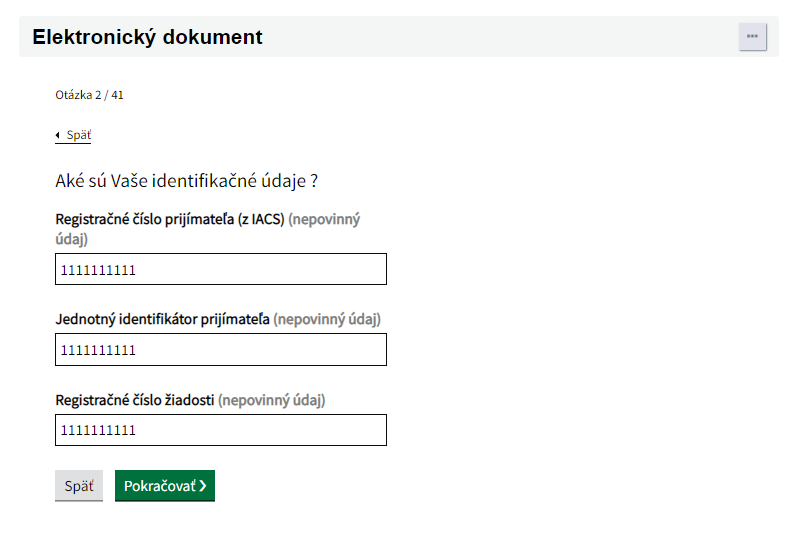 Elektronický dokument
Otázka 2 / 41
Späť
Aké sú Vaše identifikačné údaje ?
Registračné číslo prijímateľa (z IACS) (nepovinný
údaj)
1111111111
Jednotný identifikátor prijímateľa (nepovinný údaj)
1111111111
Registračné číslo žiadosti (nepovinný údaj)
1111111111
Späť Pokračovať